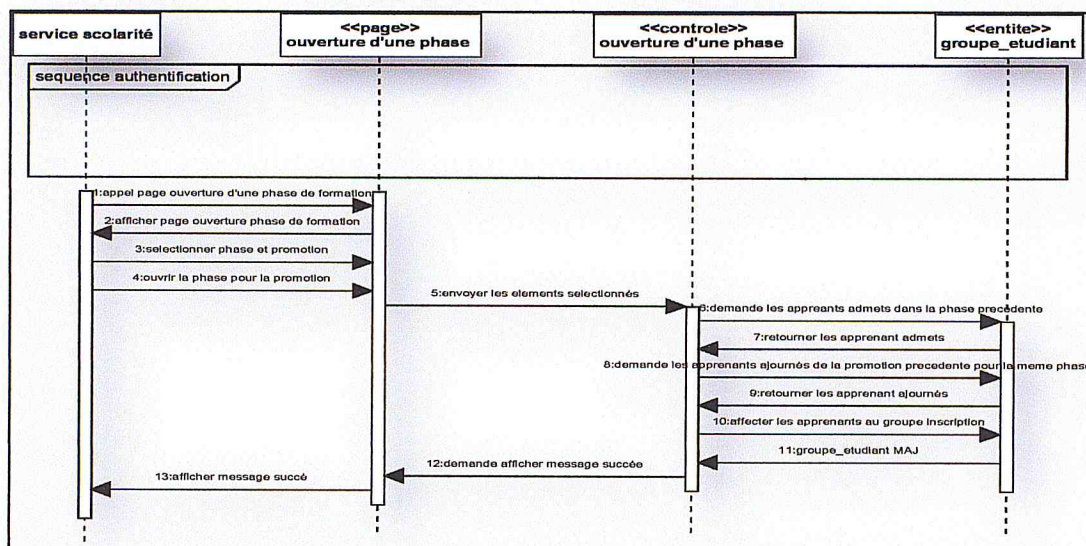 service scolarité
<<page>>
ouverture d'une phase
<<controle>>
ouverture d'une phase
<<entite>>
groupe_etudiant
sequence authentification
1:appel page ouverture d'une phase de formation
2:afficher page ouverture phase de formation
3:selectionner phase et promotion
4:ouvrir la phase pour la promotion
5:envoyer les elements selectionnés
6:demande les appreants admets dans la phase precedente
7:retourner les apprenant admets
8:demande les apprenants ajournés de la promotion precedente pour la meme phase
9:retourner les apprenant ajournés
10:affecter les apprenants au groupe inscription
11:groupe_etudiant MAJ
12:demande afficher message succée
13:afficher message succé